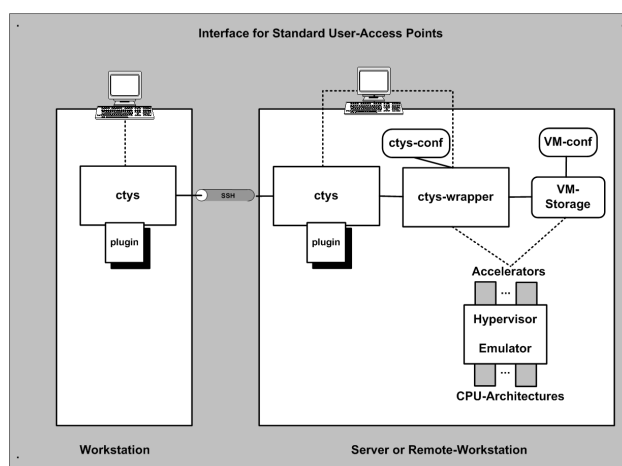 Interface for Standard User-Access Points
ctys-conf
VM-conf
ctys
SSH
ctys
ctys-wrapper
VM-
Storage
plugin
plugin
Accelerators
...
Hypervisor
Emulator
...
CPU-Architectures
Workstation
Server or Remote-Workstation